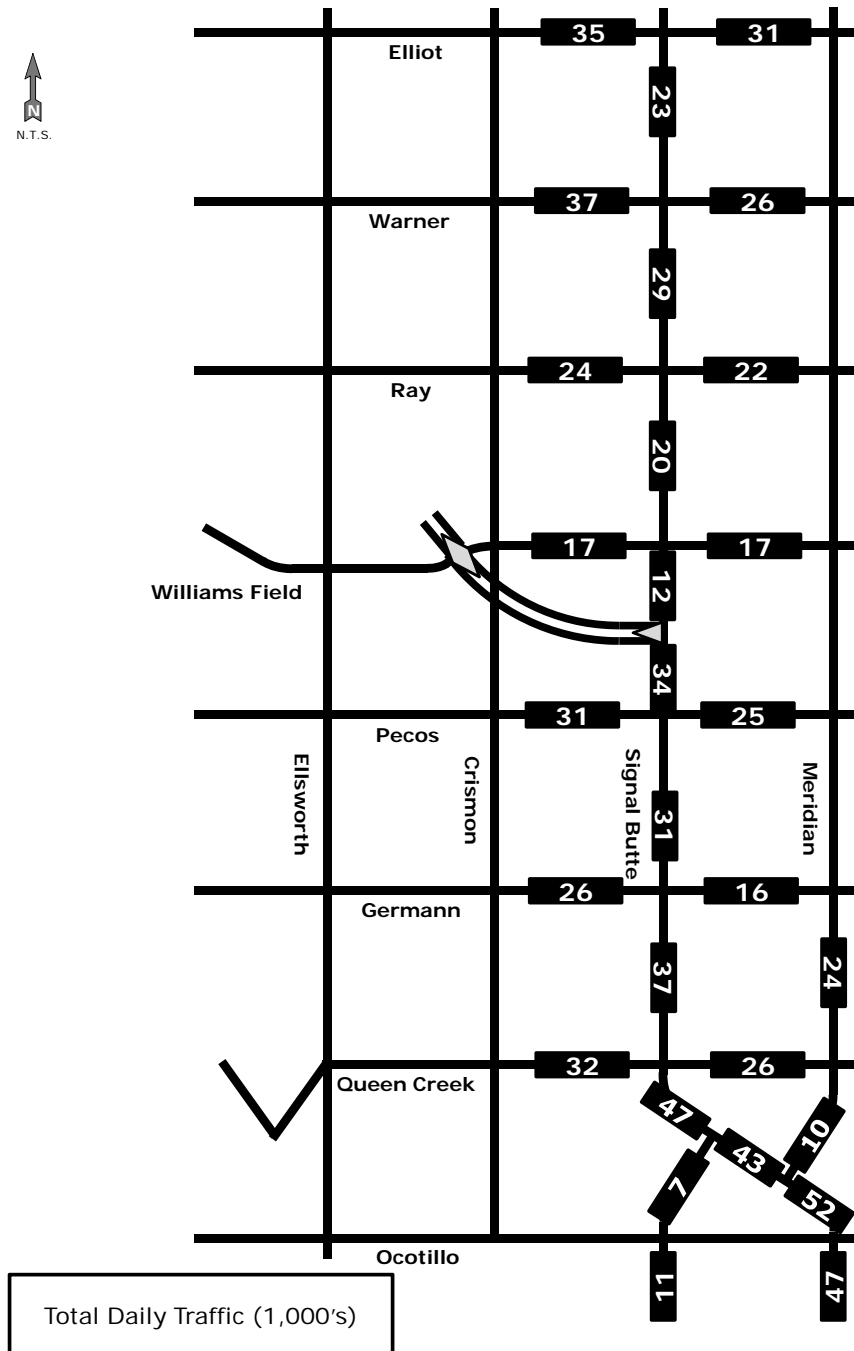 35 31
Elliot
N
N.T.S.
23
37 26
Warner
29
24 22
Ray
20
17 17
12
Williams Field
34
31 25
Pecos
Ellsworth
Crismon
Signal Butte
Meridian
31
26 16
Germann
37
24
32 26
Queen Creek
47
10
43
7
52
Ocotillo
11
47
Total Daily Traffic (1,000's)